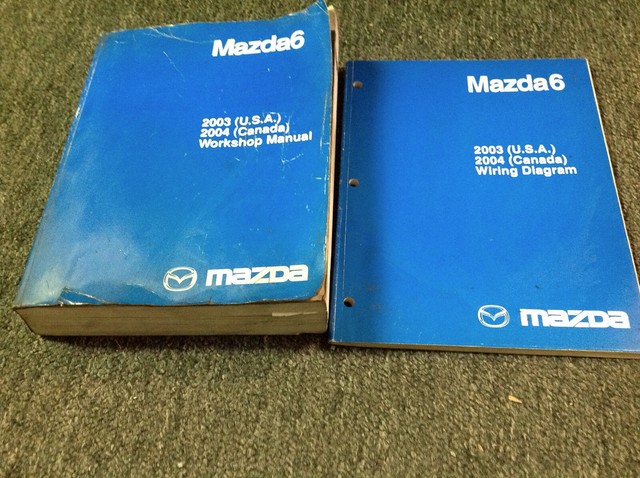 Mazda6
2003 (U.S.A.)
2004 (Canada)
Workshop Manual
mazda
Mazda6
2003 (U.S.A.)
2004 (Canada)
Wiring Diagram
mazda